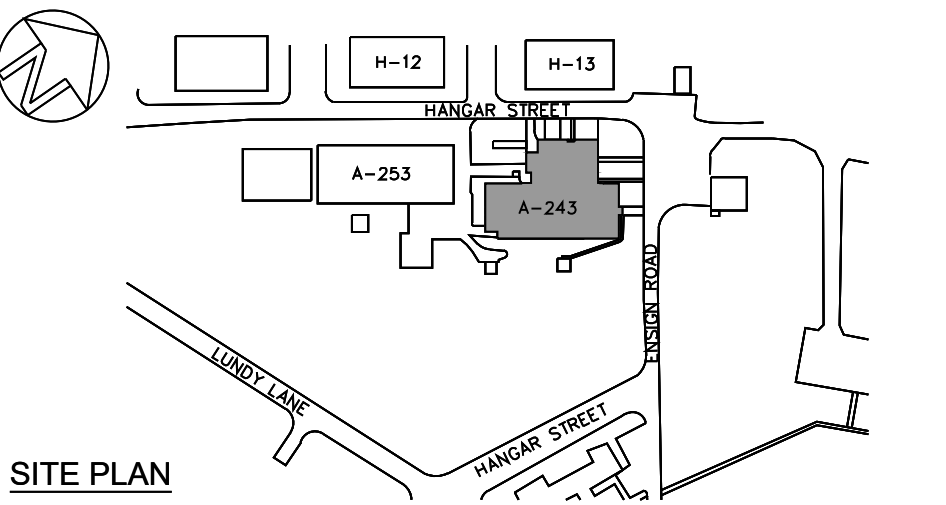 N
H-12
H-13
HANGAR STREET
A-253
A-243
ENSIGN ROAD
LUNDY LANE
HANGAR STREET
SITE PLAN